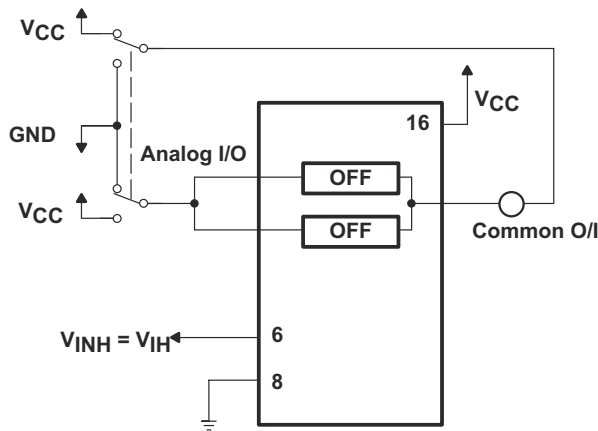 VCC
VCC
16
GND
Analog I/O
OFF
VCC
OFF
Common O/I
VINH = VIH
6
8